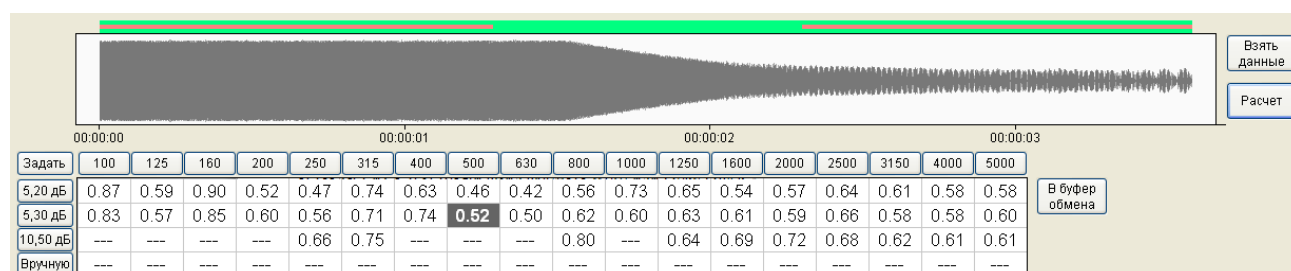 Взять
данные
Расчет
00:00:00 00:00:01 00:00:02 00:00:03
Задать 100 125 160 200 250 315 400 500 630 800 1000 1250 1600 2000 2500 3150 4000 5000
5,20 дБ 0.87 0.59 0.90 0.52 0.47 0.74 0.63 0.46 0.42 0.56 0.73 0.65 0.54 0.57 0.64 0.61 0.58 0.58 В буфер
обмена
5,30 дБ 0.83 0.57 0.85 0.60 0.56 0.71 0.74 0.52 0.50 0.62 0.60 0.63 0.61 0.59 0.66 0.58 0.58 0.60
10,50 дБ --- --- --- --- 0.66 0.75 --- --- --- 0.80 --- 0.64 0.69 0.72 0.68 0.62 0.61 0.61
Вручную --- --- --- --- --- --- --- --- --- --- --- --- --- --- --- --- --- ---